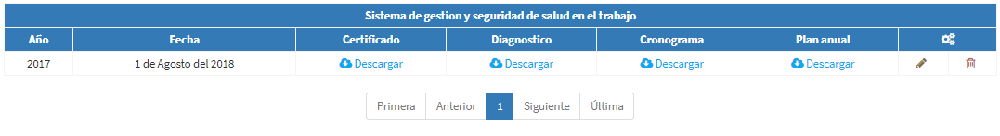 Sistema de gestion y seguridad de salud en el trabajo
Año Fecha Certificado Diagnostico Cronograma Plan anual
2017 1 de Agosto del 2018 Descargar Descargar Descargar Descargar
Primera Anterior 1 Siguiente Última